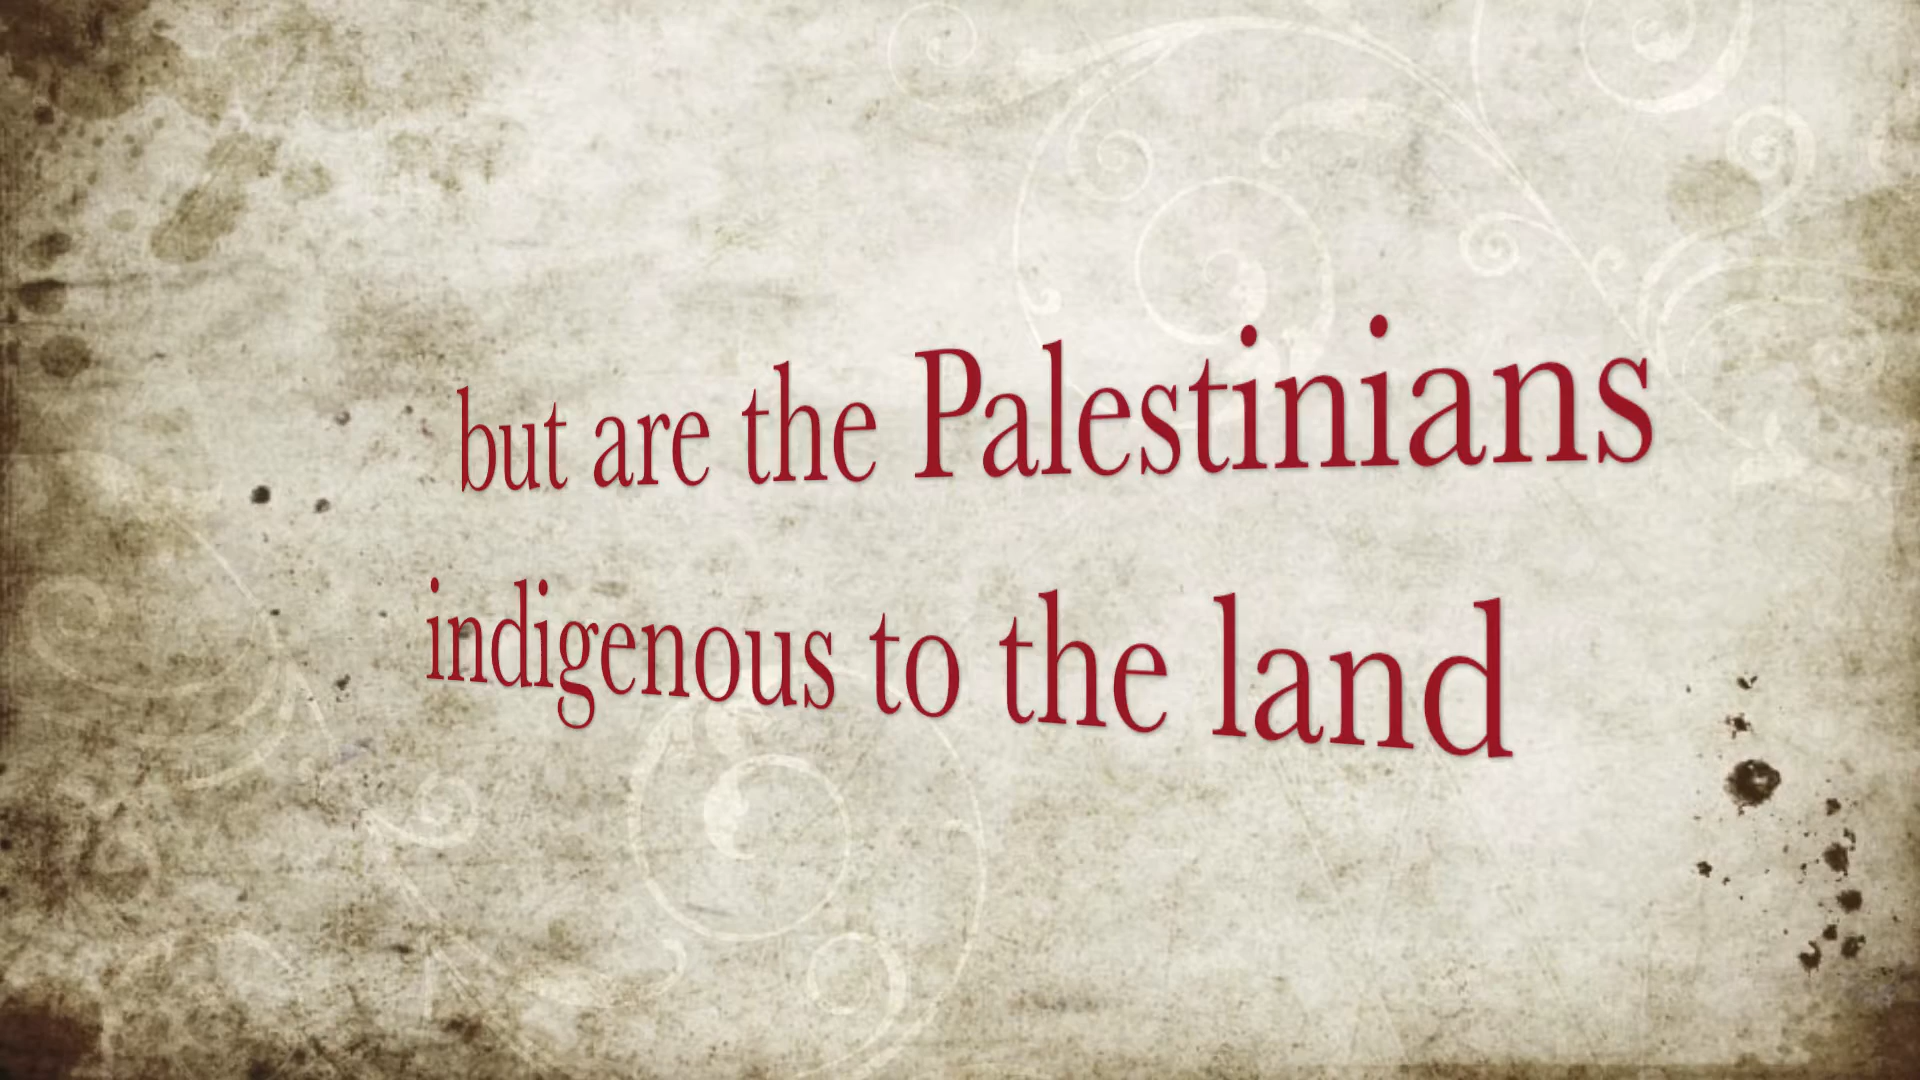 but are the Palestinians
indigenous to the land